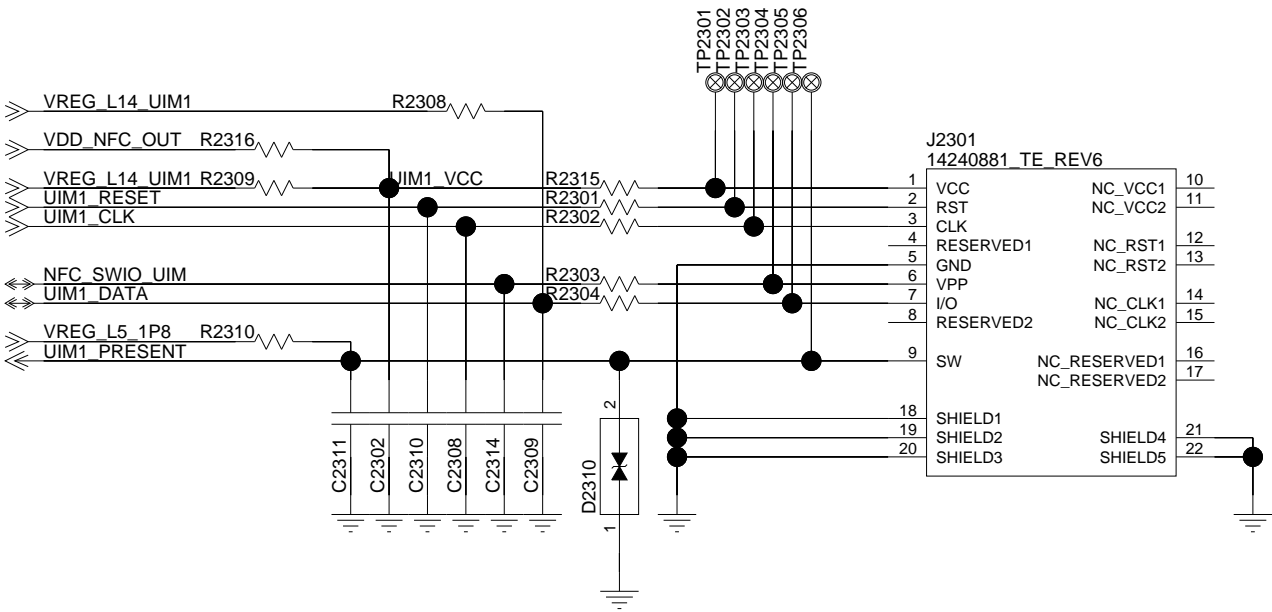 TP2301
TP2302
TP2303
TP2304
TP2305
TP2306
VREG_L14_UIM1 R2308
VDD_NFC_OUT R2316
VREG_L14_UIM1 R2309 UIM1_VCC R2315
UIM1_RESET R2301
UIM1_CLK R2302
NFC_SWIO_UIM R2303
UIM1_DATA R2304
VREG_L5_1P8 R2310
UIM1_PRESENT
C2311
C2302
C2310
C2308
C2314
C2309
D2310
2
1
J2301
14240881_TE_REV6
1 VCC NC_VCC1 10
2 RST NC_VCC2 11
3 CLK
4 RESERVED1 NC_RST1 12
5 GND NC_RST2 13
6 VPP
7 I/O NC_CLK1 14
8 RESERVED2 NC_CLK2 15
9 SW NC_RESERVED1 16
NC_RESERVED2 17
18 SHIELD1
19 SHIELD2 SHIELD4 21
20 SHIELD3 SHIELD5 22